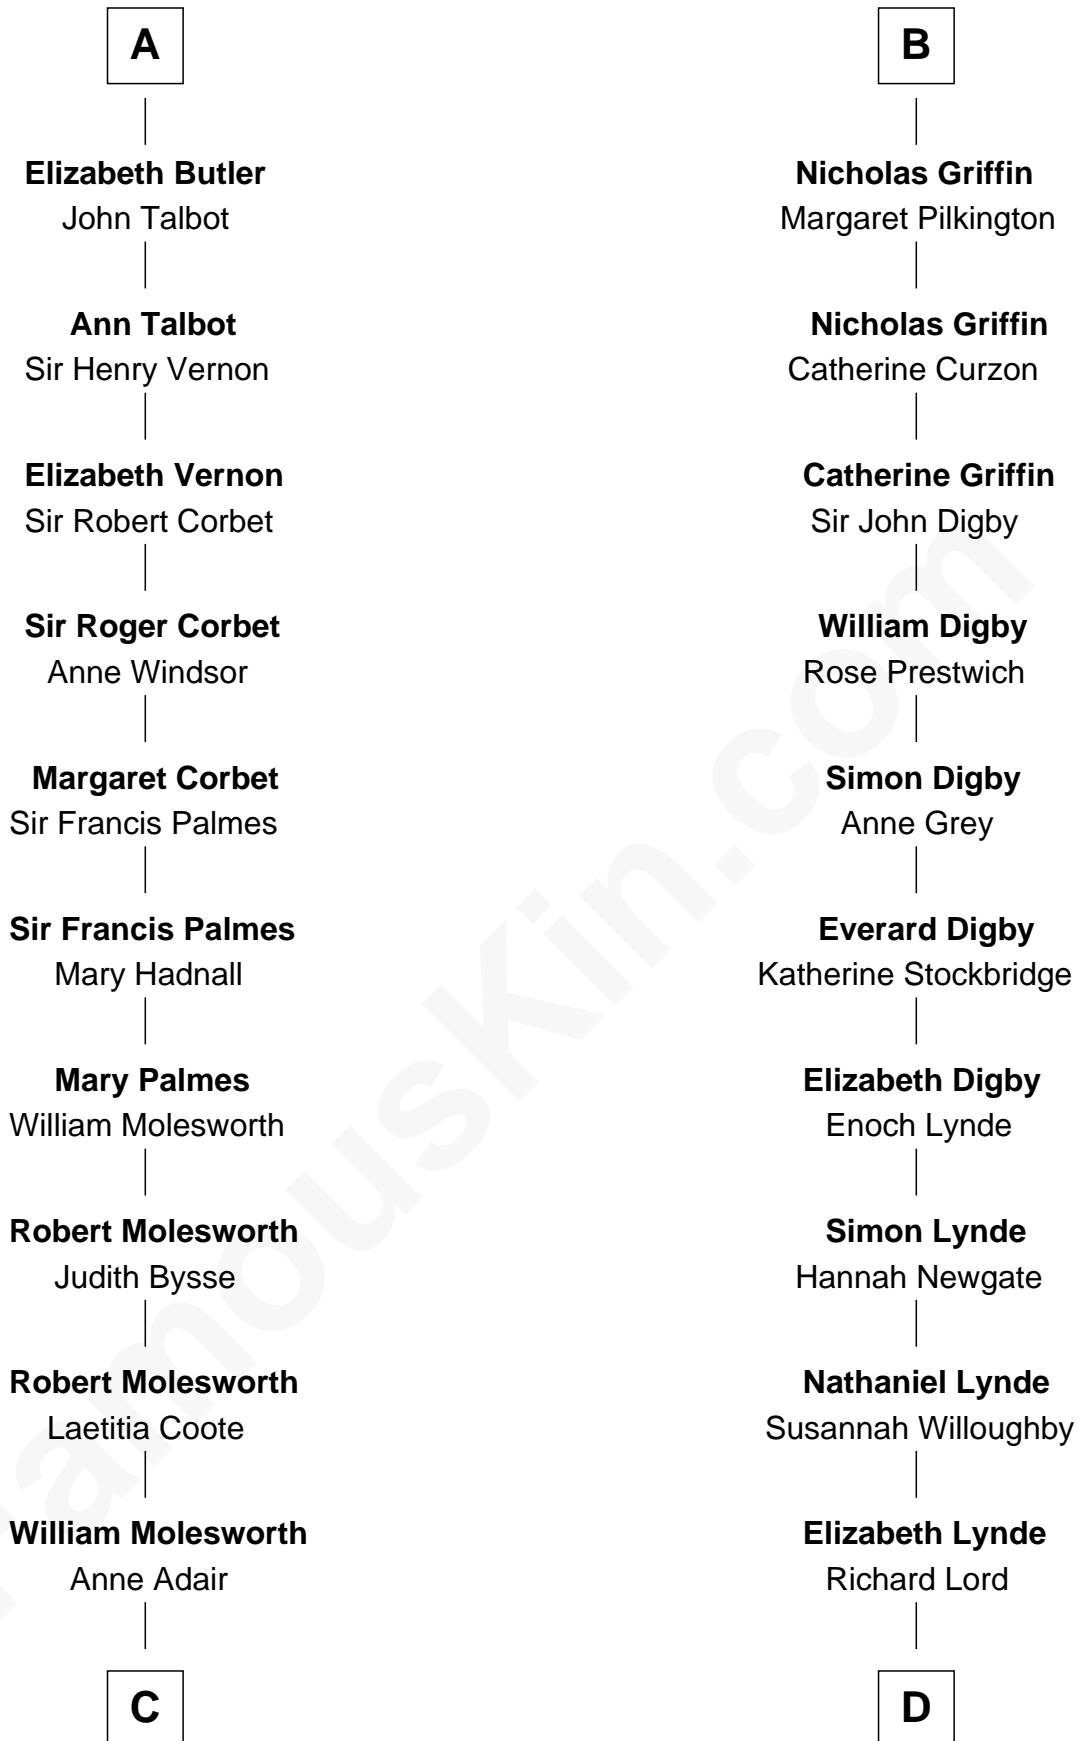 A
Elizabeth Butler
John Talbot
Ann Talbot
Sir Henry Vernon
Elizabeth Vernon
Sir Robert Corbet
Sir Roger Corbet
Anne Windsor
Margaret Corbet
Sir Francis Palmes
Sir Francis Palmes
Mary Hadnall
Mary Palmes
William Molesworth
Robert Molesworth
Judith Bysse
Robert Molesworth
Laetitia Coote
William Molesworth
Anne Adair
C
B
Nicholas Griffin
Margaret Pilkington
Nicholas Griffin
Catherine Curzon
Catherine Griffin
Sir John Digby
William Digby
Rose Prestwich
Simon Digby
Anne Grey
Everard Digby
Katherine Stockbridge
Elizabeth Digby
Enoch Lynde
Simon Lynde
Hannah Newgate
Nathaniel Lynde
Susannah Willoughby
Elizabeth Lynde
Richard Lord
D
FamousKin.com